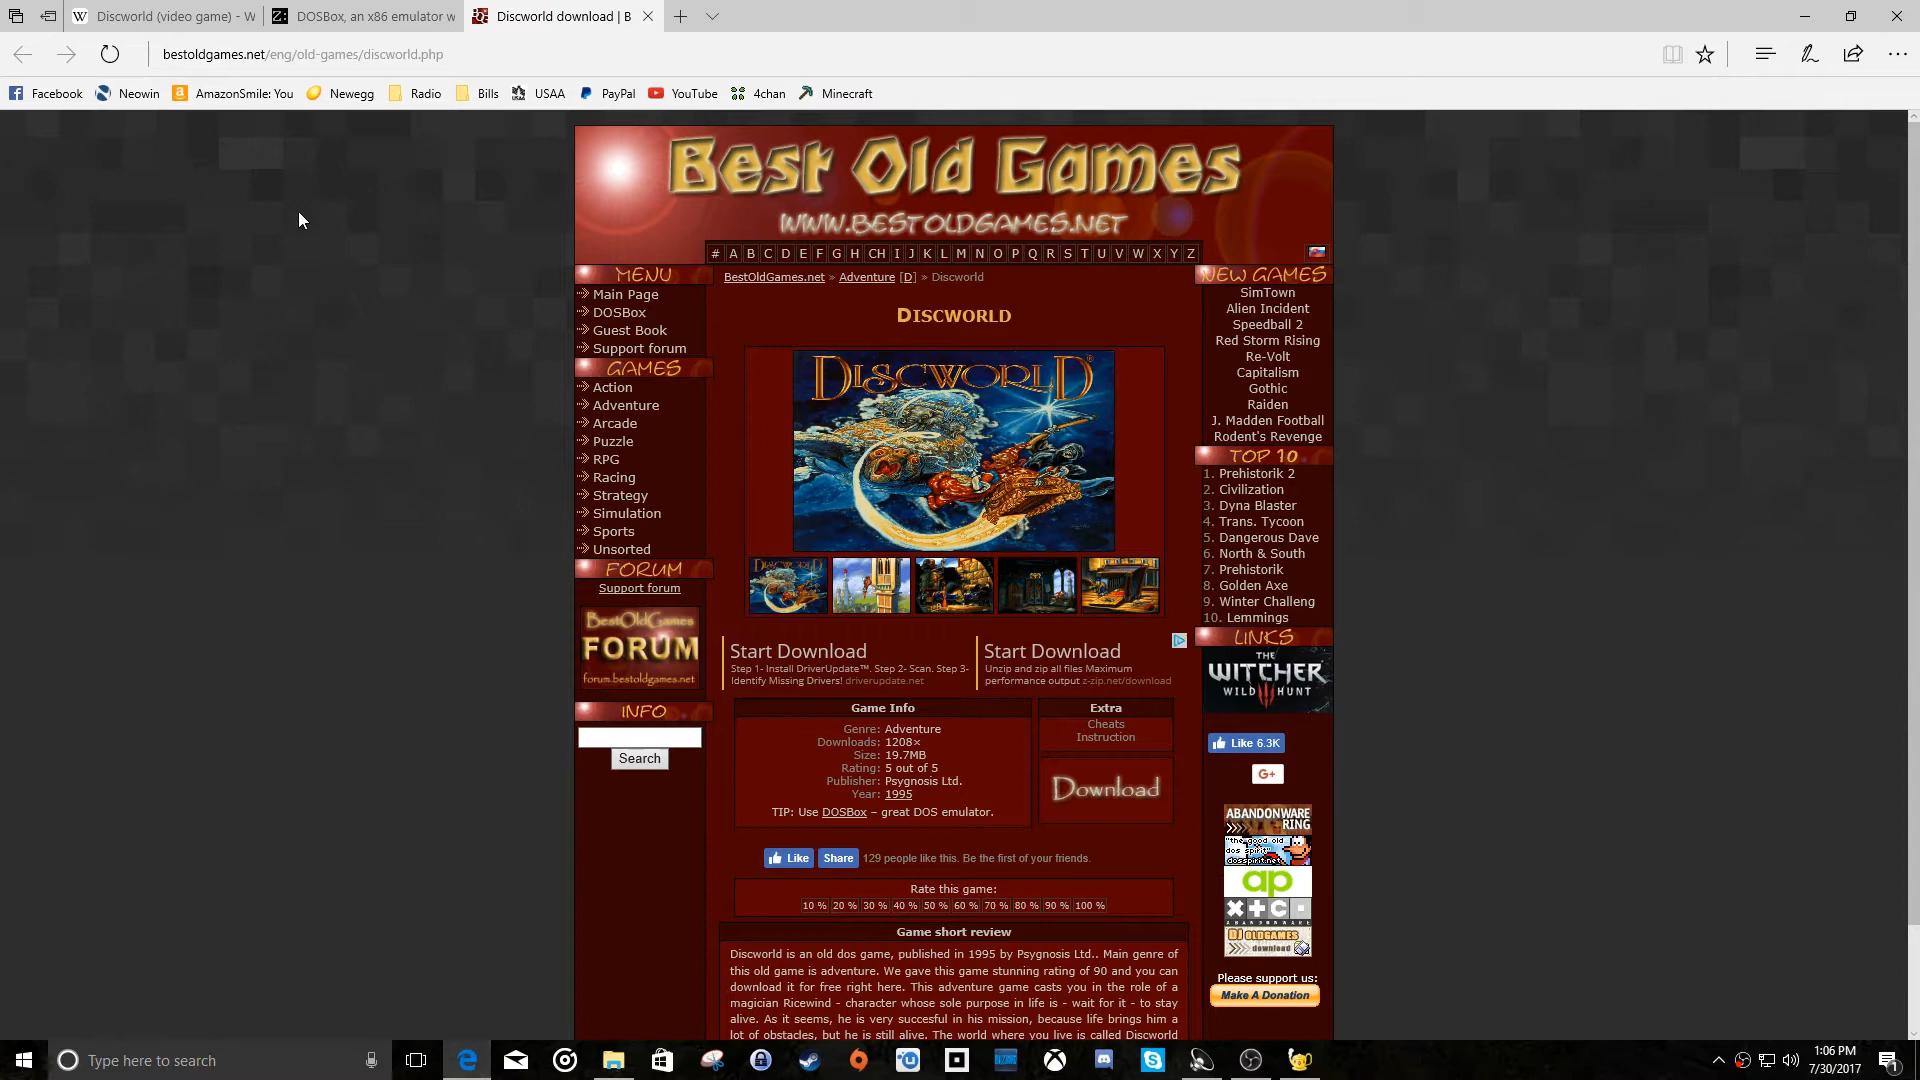 Discworld (video game) - W
DOSBox, an x86 emulator w
Discworld download | B
bestoldgames.net/eng/old-games/discworld.php
Facebook
Neowin
AmazonSmile: You
Newegg
Radio
Bills
USAA
PayPal
YouTube
4chan
Minecraft
Best Old Games
WWW.BESTOLDGAMES.NET
# A B C D E F G H CH I J K L M N O P Q R S T U V W X Y Z
MENU
Main Page
DOSBox
Guest Book
Support forum
GAMES
Action
Adventure
Arcade
Puzzle
RPG
Racing
Strategy
Simulation
Sports
Unsorted
FORUM
Support forum
BestOldGames
FORUM
forum.bestoldgames.net
INFO
Search
BestOldGames.net » Adventure [D] » Discworld
DISCWORLD
DISCWORLD
Start Download
Step 1- Install DriverUpdate™. Step 2- Scan. Step 3-
Identify Missing Drivers! driverupdate.net
Start Download
Unzip and zip all files Maximum
performance output z-zip.net/download
Game Info
Genre: Adventure
Downloads: 1208×
Size: 19.7MB
Rating: 5 out of 5
Publisher: Psygnosis Ltd.
Year: 1995
TIP: Use DOSBox – great DOS emulator.
Extra
Cheats
Instruction
Download
Like
Share
129 people like this. Be the first of your friends.
Rate this game:
10 % 20 % 30 % 40 % 50 % 60 % 70 % 80 % 90 % 100 %
Game short review
Discworld is an old dos game, published in 1995 by Psygnosis Ltd.. Main genre of
this old game is adventure. We gave this game stunning rating of 90 and you can
download it for free right here. This adventure game casts you in the role of a
magician Ricewind - character whose sole purpose in life is - wait for it - to stay
alive. As it seems, he is very succesful in his mission, because life brings him a
lot of obstacles, but he is still alive. The world where you live is called Discworld
NEW GAMES
SimTown
Alien Incident
Speedball 2
Red Storm Rising
Re-Volt
Capitalism
Gothic
Raiden
J. Madden Football
Rodent's Revenge
TOP 10
1. Prehistorik 2
2. Civilization
3. Dyna Blaster
4. Trans. Tycoon
5. Dangerous Dave
6. North & South
7. Prehistorik
8. Golden Axe
9. Winter Challeng
10. Lemmings
LINKS
THE
WITCHER
WILD HUNT
Like 6.3K
G+
ABANDONWARE
RING
"the good old
dos spirit"
dosspirit.net
ap
X+C
ABANDONWARE
DJ OLDGAMES
download
Please support us:
Make A Donation
Type here to search
1:06 PM
7/30/2017
1